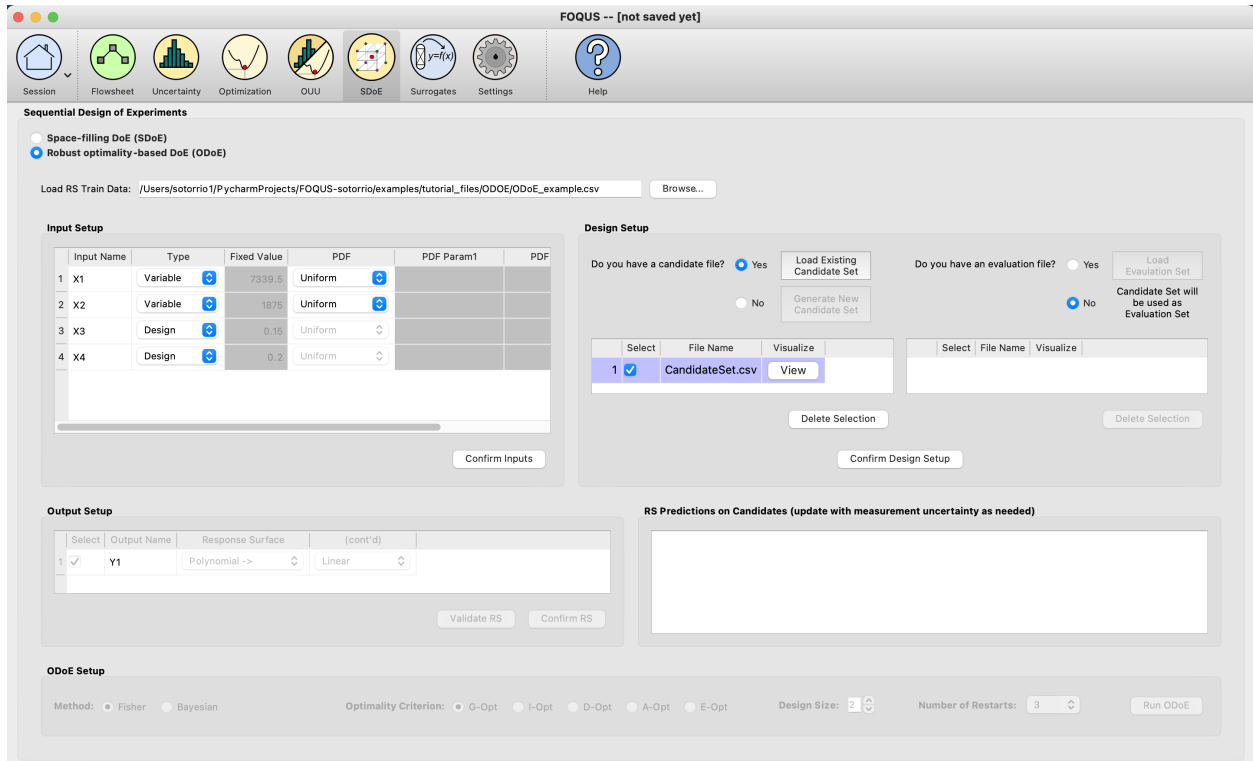 FOQUS -- [not saved yet]
Session Flowsheet Uncertainty Optimization OUU SDoE Surrogates Settings Help
y=f(x)
Sequential Design of Experiments
Space-filling DoE (SDoE)
Robust optimality-based DoE (ODoE)
Load RS Train Data: /Users/sotorrio1/PycharmProjects/FOQUS-sotorrio/examples/tutorial_files/ODOE/ODoE_example.csv Browse...
Input Setup
Input Name Type Fixed Value PDF PDF Param1 PDF
1 X1 Variable 7339.5 Uniform
2 X2 Variable 1875 Uniform
3 X3 Design 0.15 Uniform
4 X4 Design 0.2 Uniform
Confirm Inputs
Design Setup
Do you have a candidate file? Yes
Load Existing
Candidate Set
No
Generate New
Candidate Set
Do you have an evaluation file? Yes
Load
Evaulation Set
No
Candidate Set will
be used as
Evaluation Set
Select File Name Visualize
1 CandidateSet.csv View
Delete Selection
Select File Name Visualize
Delete Selection
Confirm Design Setup
Output Setup
Select Output Name Response Surface (cont'd)
1 Y1 Polynomial -> Linear
Validate RS Confirm RS
RS Predictions on Candidates (update with measurement uncertainty as needed)
ODoE Setup
Method: Fisher Bayesian Optimality Criterion: G-Opt I-Opt D-Opt A-Opt E-Opt Design Size: 2 Number of Restarts: 3 Run ODoE